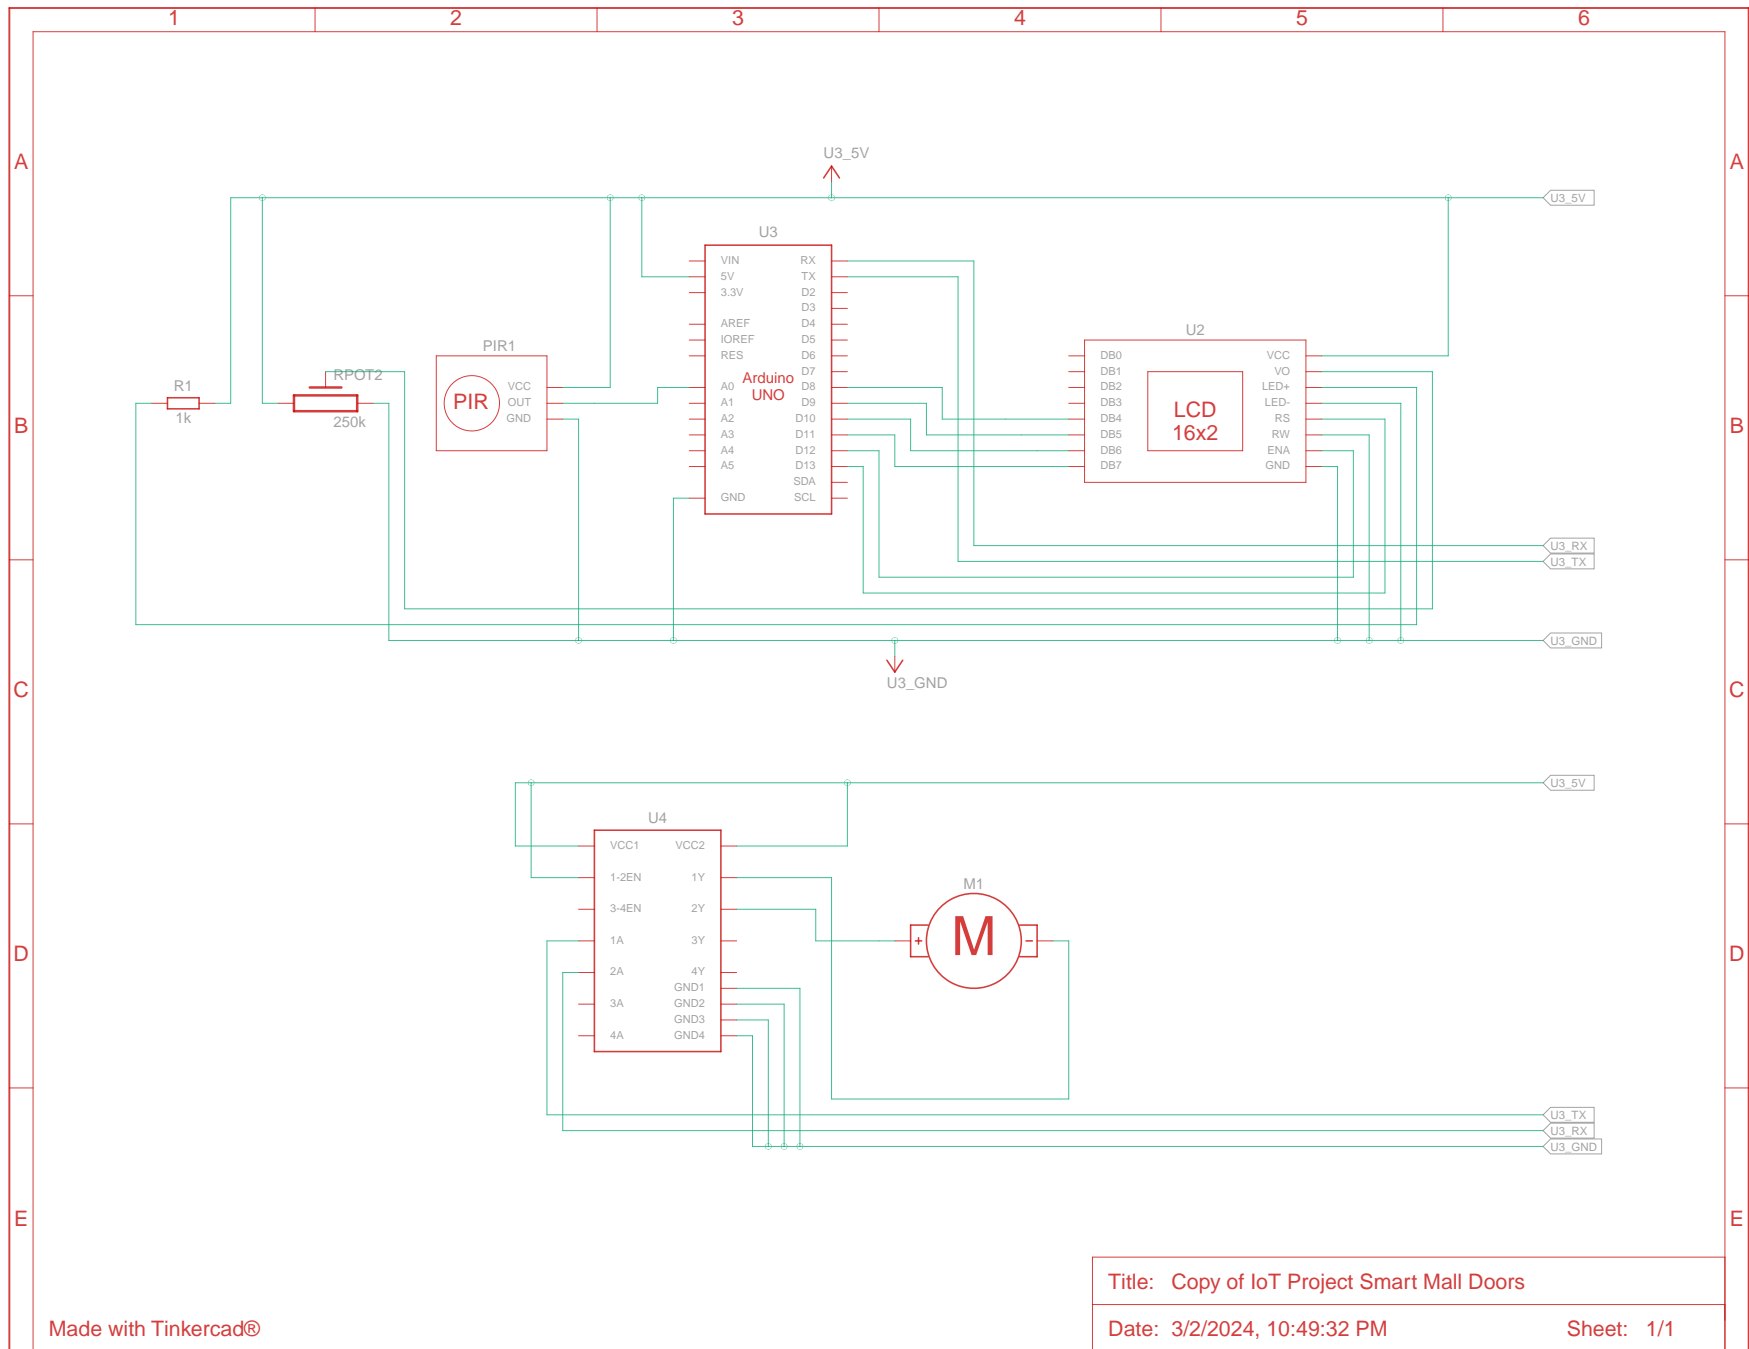 1 2 3 4 5 6
A A
U3_5V
U3_5V
U3
VIN RX
5V TX
3.3V D2
D3
AREF D4
IOREF D5
RES D6
D7
A0 D8
A1 D9
A2 D10
A3 D11
A4 D12
A5 D13
SDA
GND SCL
Arduino
UNO
B B
R1
1k
RPOT2
250k
PIR1
PIR
VCC
OUT
GND
U2
DB0 VCC
DB1 VO
DB2 LED+
DB3 LED-
DB4 RS
DB5 RW
DB6 ENA
DB7 GND
LCD
16x2
U3_RX
U3_TX
U3_GND
U3_GND
C C
U3_5V
U4
VCC1 VCC2
1-2EN 1Y
3-4EN 2Y
1A 3Y
2A 4Y
GND1
3A GND2
GND3
4A GND4
M1
+ M -
D D
U3_TX
U3_RX
U3_GND
E E
Title: Copy of IoT Project Smart Mall Doors
Made with Tinkercad®
Date: 3/2/2024, 10:49:32 PM Sheet: 1/1